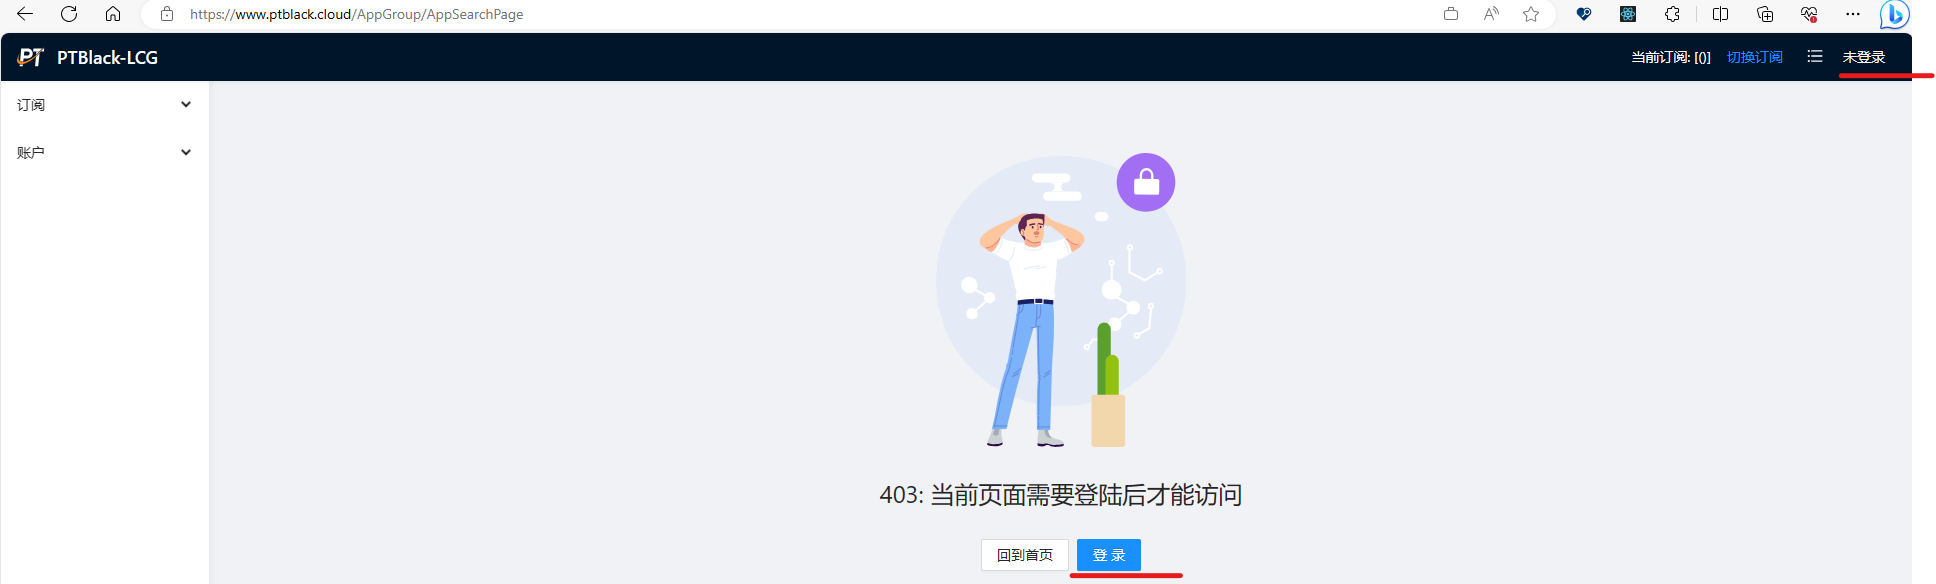 https://www.ptblack.cloud/AppGroup/AppSearchPage
PT PTBlack-LCG
当前订阅: [()] 切换订阅 未登录
订阅
账户
403: 当前页面需要登陆后才能访问
回到首页 登 录